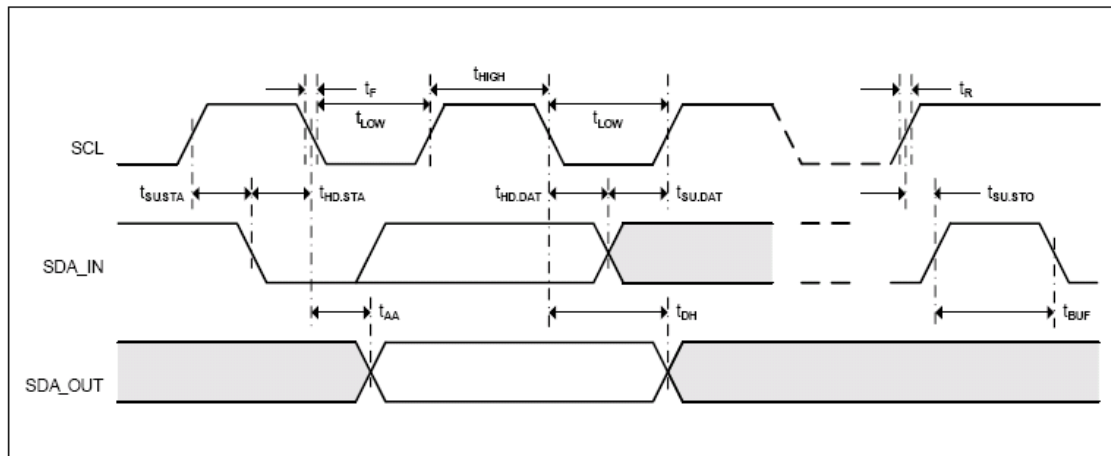 tHIGH
tF
tR
tLOW
tLOW
SCL
tSU.STA
tHD.STA
tHD.DAT
tSU.DAT
tSU.STO
SDA_IN
tAA
tDH
tBUF
SDA_OUT